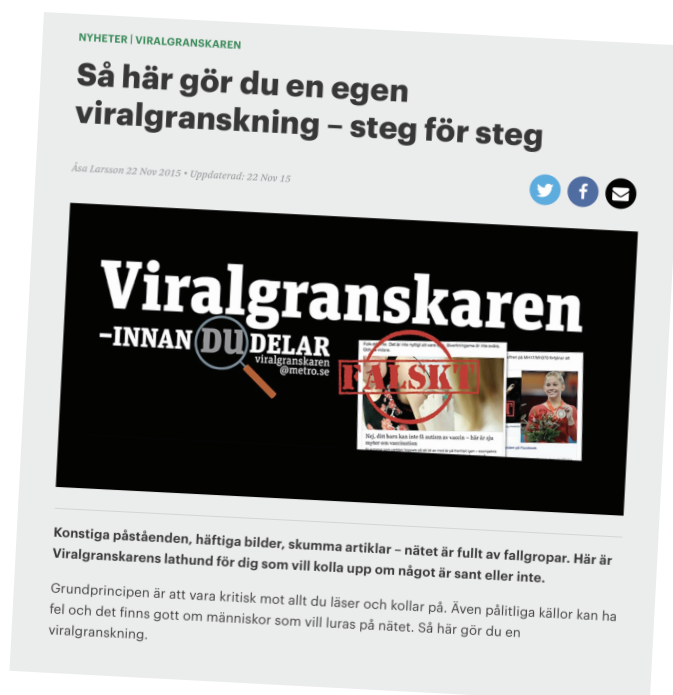 NYHETER | VIRALGRANSKAREN
Så här gör du en egen
viralgranskning – steg för steg
Åsa Larsson 22 Nov 2015 • Uppdaterad: 22 Nov 15
Viralgranskaren
–INNAN DU DELAR
viralgranskaren
@metro.se
FALSKT
Nej, ditt barn kan inte få autism av vaccin – här är sju
myter om vaccination
Konstiga påståenden, häftiga bilder, skumma artiklar – nätet är fullt av fallgropar. Här är
Viralgranskarens lathund för dig som vill kolla upp om något är sant eller inte.
Grundprincipen är att vara kritisk mot allt du läser och kollar på. Även pålitliga källor kan ha
fel och det finns gott om människor som vill luras på nätet. Så här gör du en
viralgranskning.